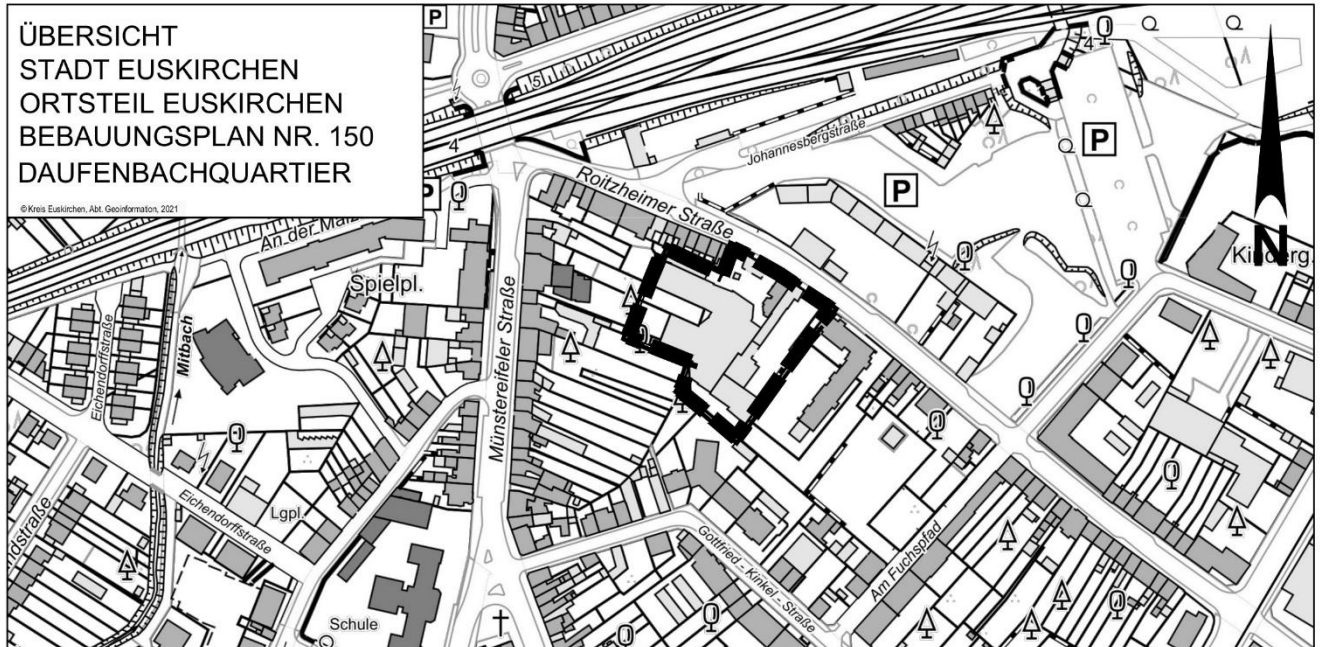 ÜBERSICHT
STADT EUSKIRCHEN
ORTSTEIL EUSKIRCHEN
BEBAUUNGSPLAN NR. 150
DAUFENBACHQUARTIER
© Kreis Euskirchen, Abt. Geoinformation, 2021
P
5
4
4
P
P
P
Johannesbergstraße
Roitzheimer Straße
N
Kinderg.
Spielpl.
Eichendorffstraße
Mitbach
Münstereifeler Straße
Eichendorffstraße
Lgpl.
Gottfried - Kinkel - Straße
Am Fuchspfad
Schule